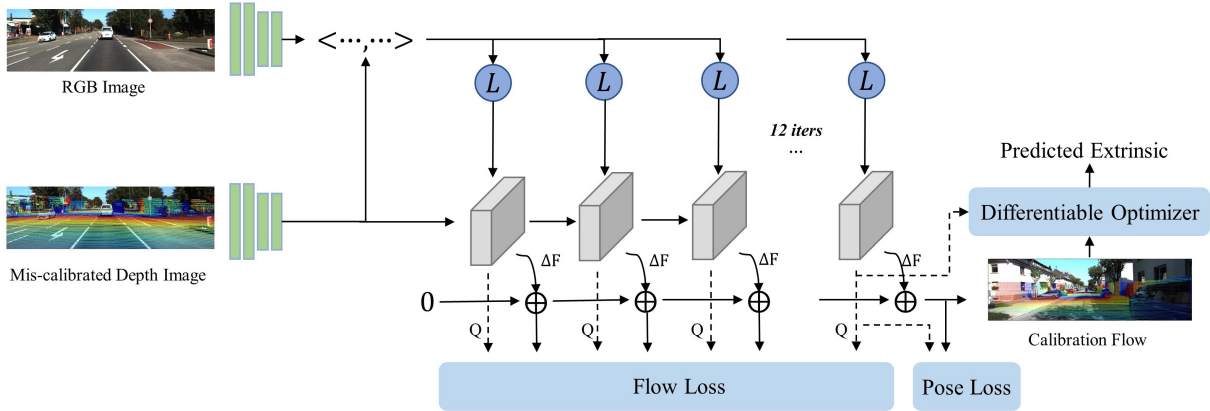 RGB Image
<···,···>
L
L
L
L
12 iters
...
Predicted Extrinsic
Differentiable Optimizer
Mis-calibrated Depth Image
ΔF
ΔF
ΔF
ΔF
0
Q
Q
Q
Q
Calibration Flow
Flow Loss
Pose Loss